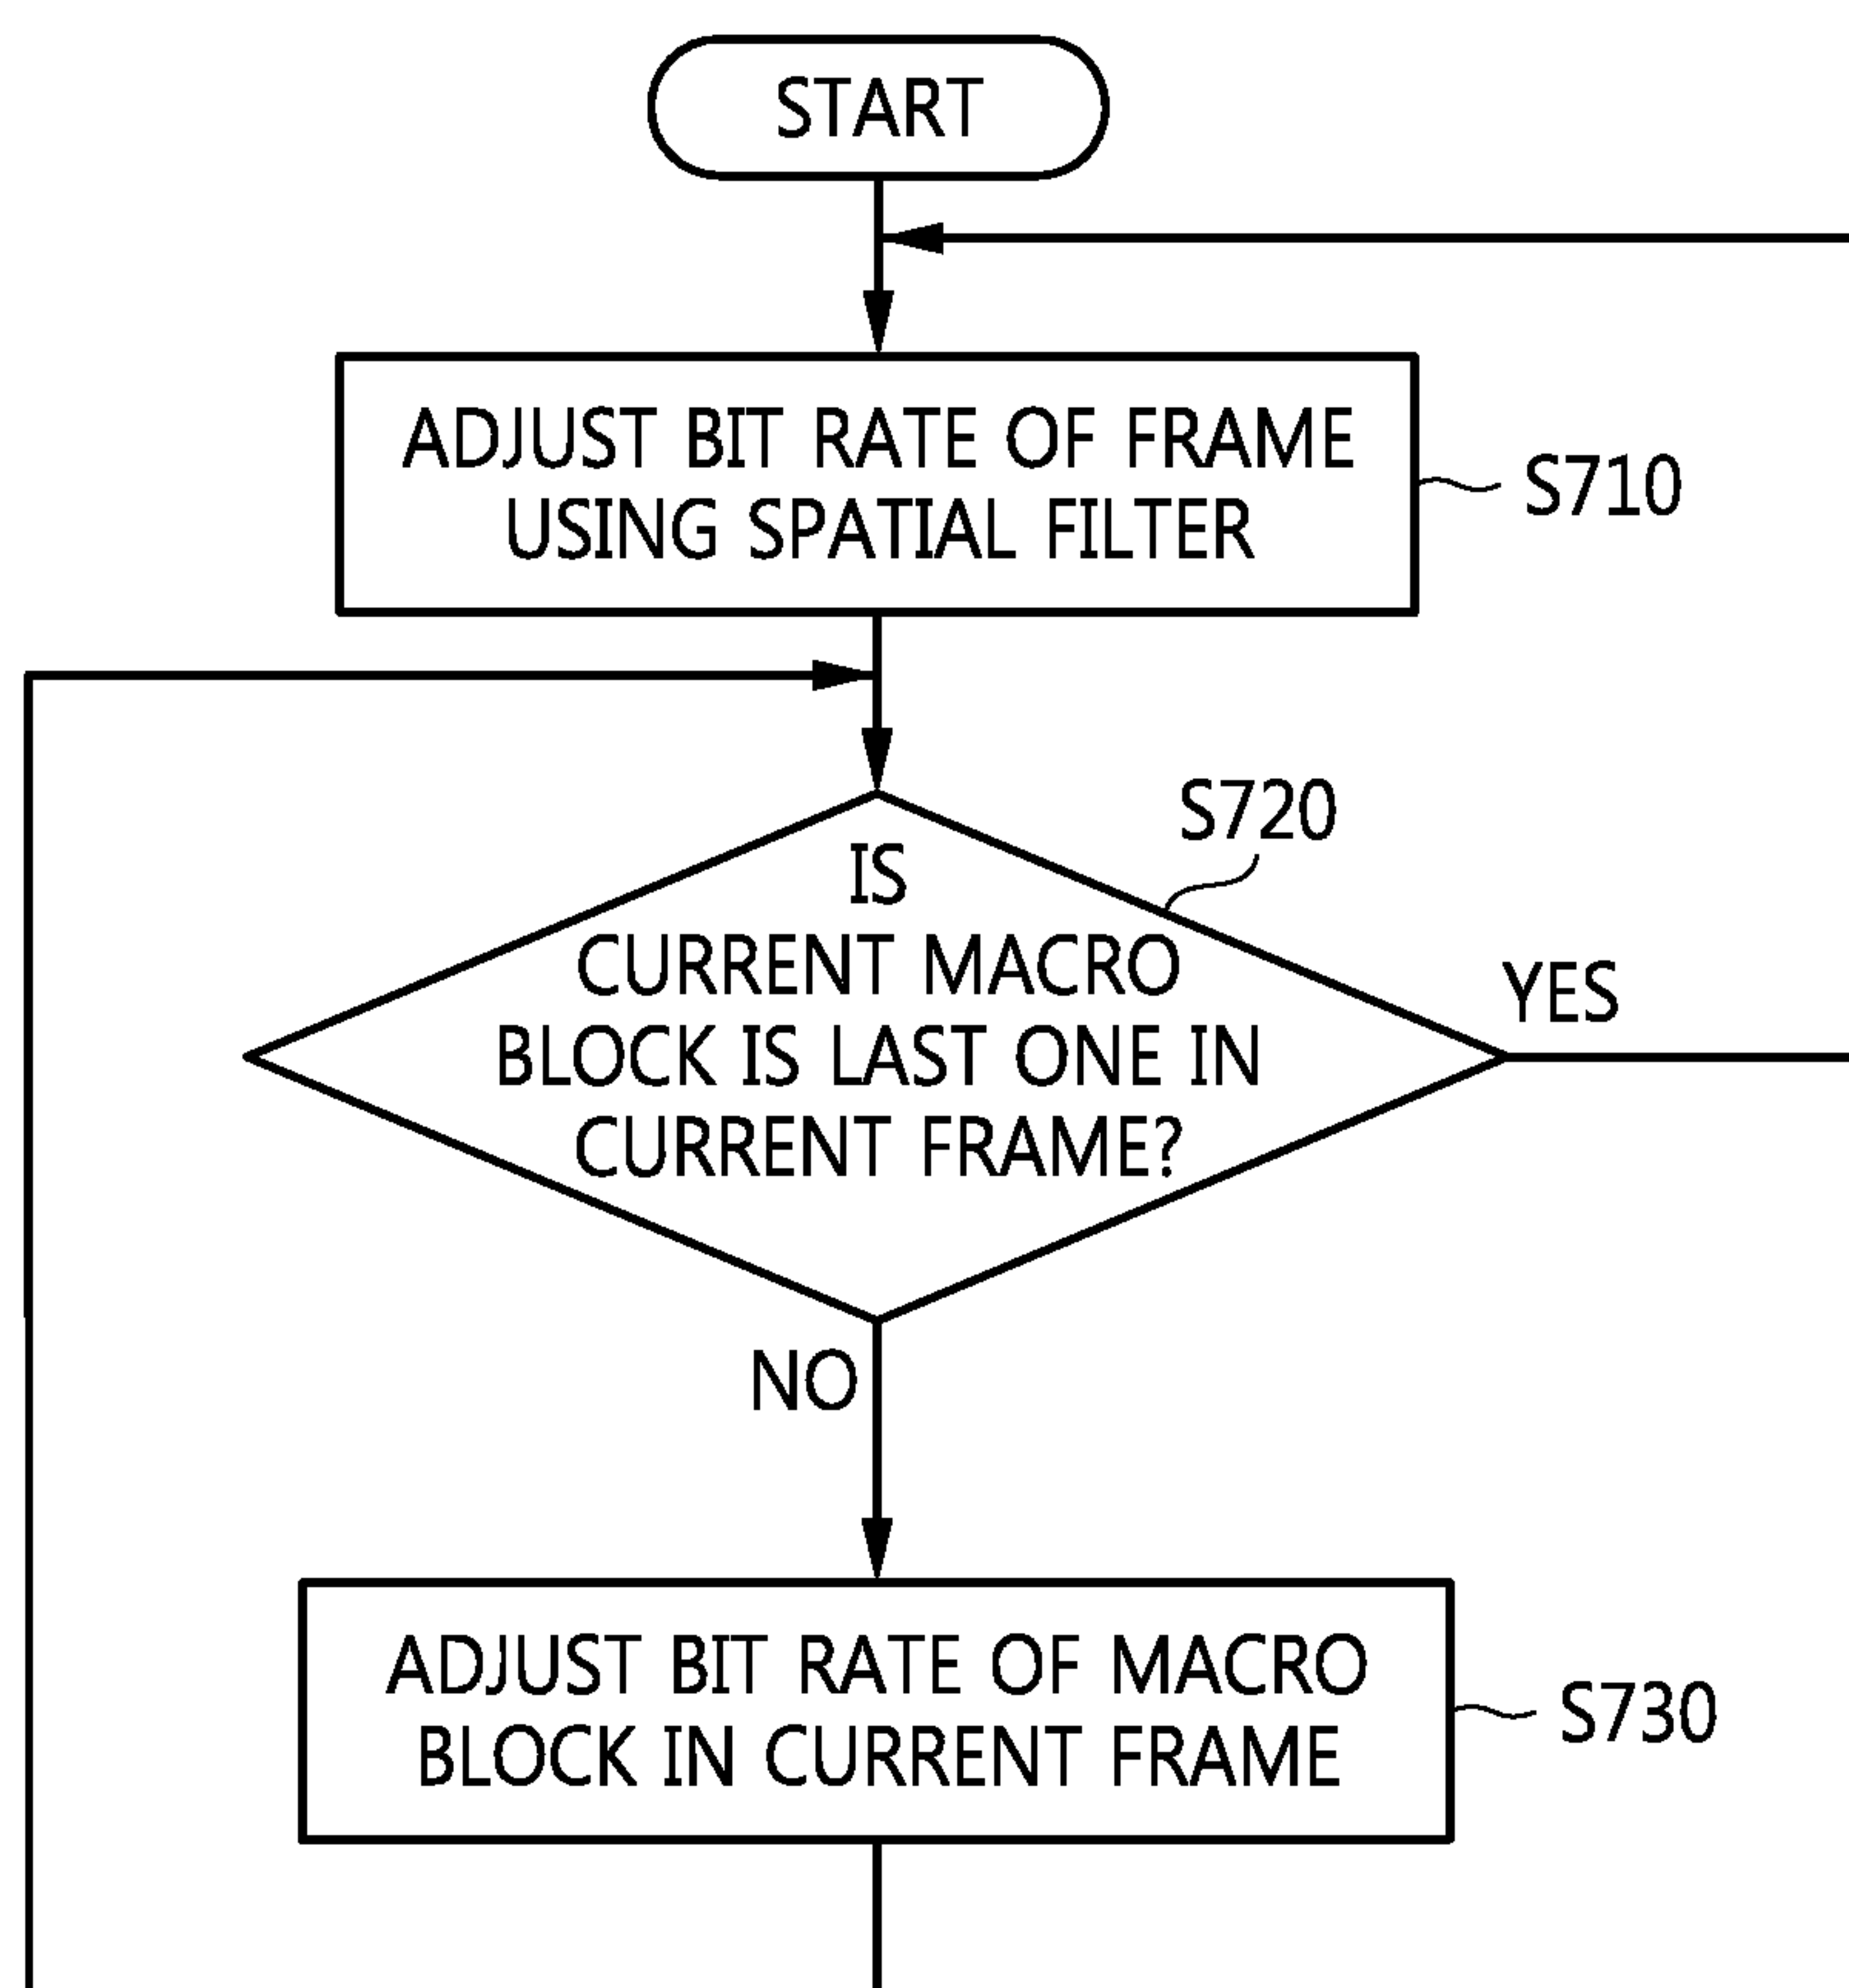 START
ADJUST BIT RATE OF FRAME
USING SPATIAL FILTER
S710
S720
IS
CURRENT MACRO
BLOCK IS LAST ONE IN
CURRENT FRAME?
YES
NO
ADJUST BIT RATE OF MACRO
BLOCK IN CURRENT FRAME
S730